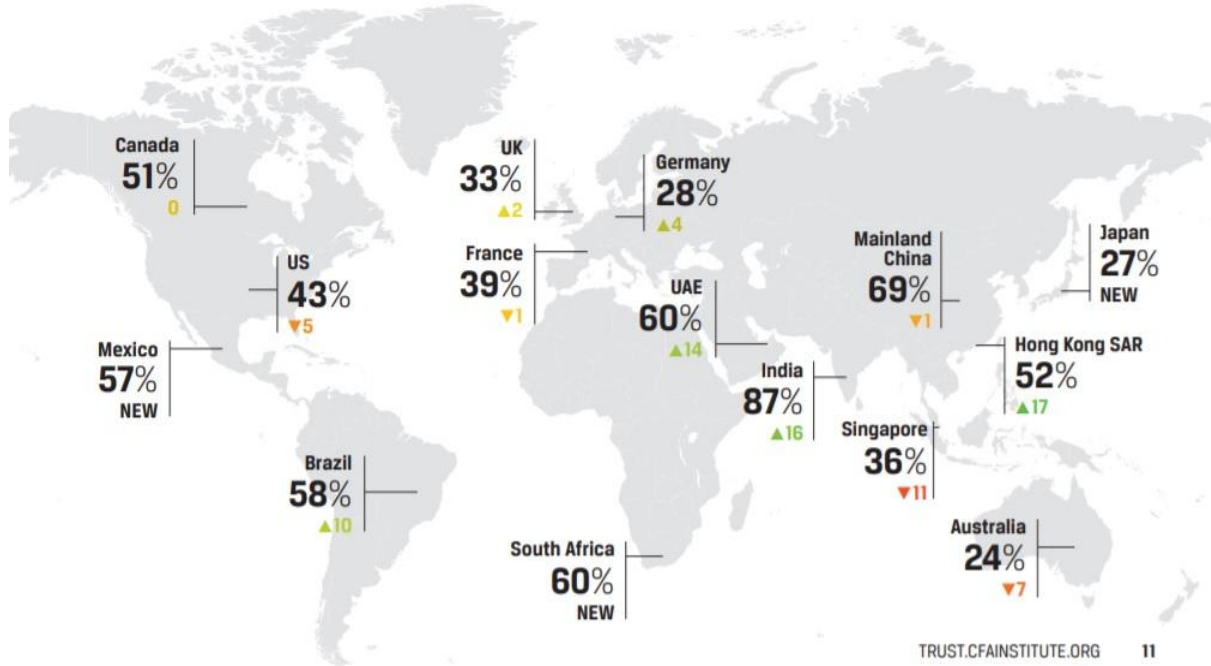 Canada
51%
0
US
43%
▼5
Mexico
57%
NEW
Brazil
58%
▲10
UK
33%
▲2
Germany
28%
▲4
France
39%
▼1
UAE
60%
▲14
South Africa
60%
NEW
Mainland
China
69%
▼1
Japan
27%
NEW
India
87%
▲16
Hong Kong SAR
52%
▲17
Singapore
36%
▼11
Australia
24%
▼7
TRUST.CFAINSTITUTE.ORG 11